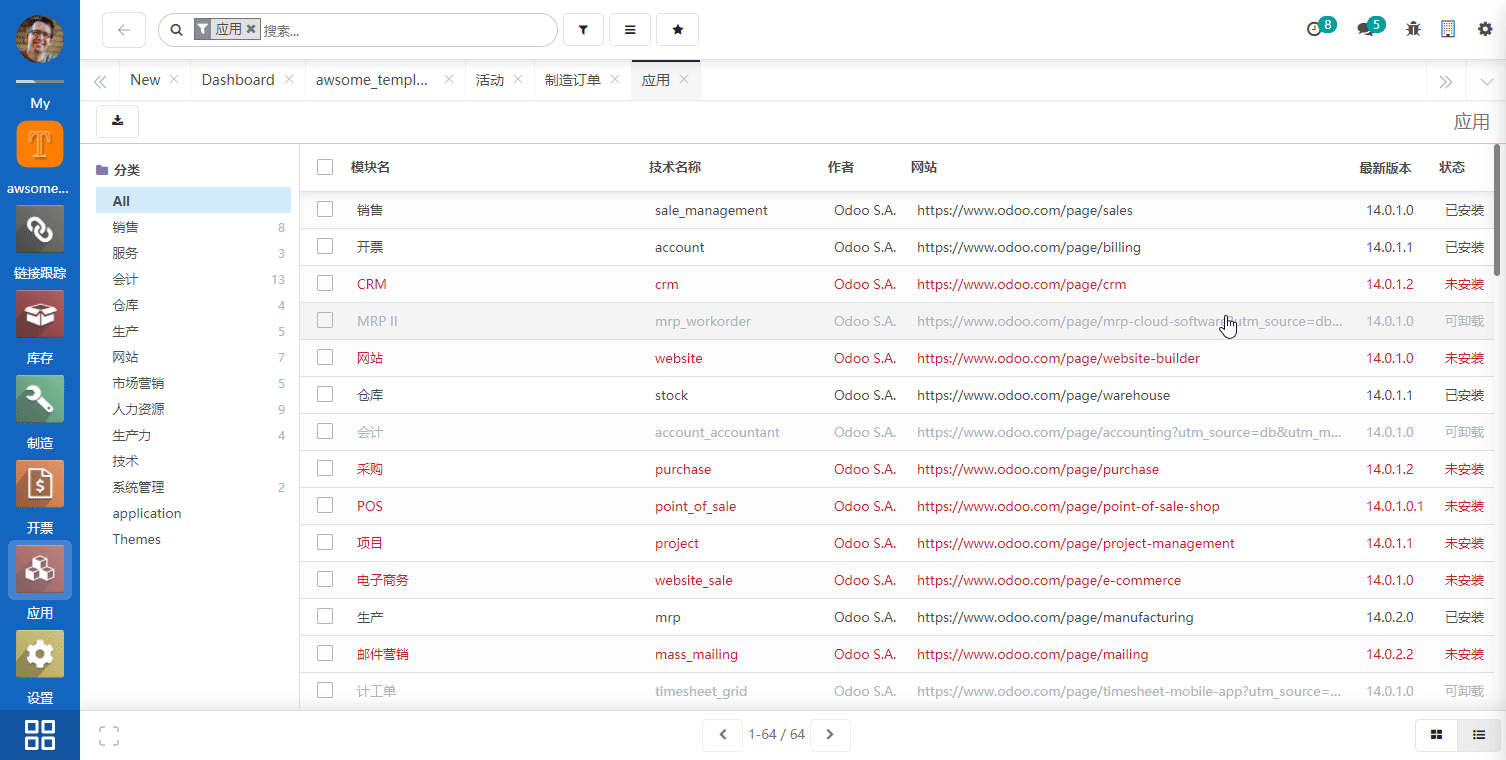 应用 搜索...
8
5
New
Dashboard
awsome_templ...
活动
制造订单
应用
应用
My
awsome...
链接跟踪
库存
制造
开票
应用
设置
分类
All
销售 8
服务 3
会计 13
仓库 4
生产 5
网站 7
市场营销 5
人力资源 9
生产力 4
技术
系统管理 2
application
Themes
模块名 技术名称 作者 网站 最新版本 状态
销售 sale_management Odoo S.A. https://www.odoo.com/page/sales 14.0.1.0 已安装
开票 account Odoo S.A. https://www.odoo.com/page/billing 14.0.1.1 已安装
CRM crm Odoo S.A. https://www.odoo.com/page/crm 14.0.1.2 未安装
MRP II mrp_workorder Odoo S.A. https://www.odoo.com/page/mrp-cloud-software?utm_source=db... 14.0.1.0 可卸载
网站 website Odoo S.A. https://www.odoo.com/page/website-builder 14.0.1.0 未安装
仓库 stock Odoo S.A. https://www.odoo.com/page/warehouse 14.0.1.1 已安装
会计 account_accountant Odoo S.A. https://www.odoo.com/page/accounting?utm_source=db&utm_m... 14.0.1.0 可卸载
采购 purchase Odoo S.A. https://www.odoo.com/page/purchase 14.0.1.2 未安装
POS point_of_sale Odoo S.A. https://www.odoo.com/page/point-of-sale-shop 14.0.1.0.1 未安装
项目 project Odoo S.A. https://www.odoo.com/page/project-management 14.0.1.1 未安装
电子商务 website_sale Odoo S.A. https://www.odoo.com/page/e-commerce 14.0.1.0 未安装
生产 mrp Odoo S.A. https://www.odoo.com/page/manufacturing 14.0.2.0 已安装
邮件营销 mass_mailing Odoo S.A. https://www.odoo.com/page/mailing 14.0.2.2 未安装
计工单 timesheet_grid Odoo S.A. https://www.odoo.com/page/timesheet-mobile-app?utm_source=... 14.0.1.0 可卸载
1-64 / 64